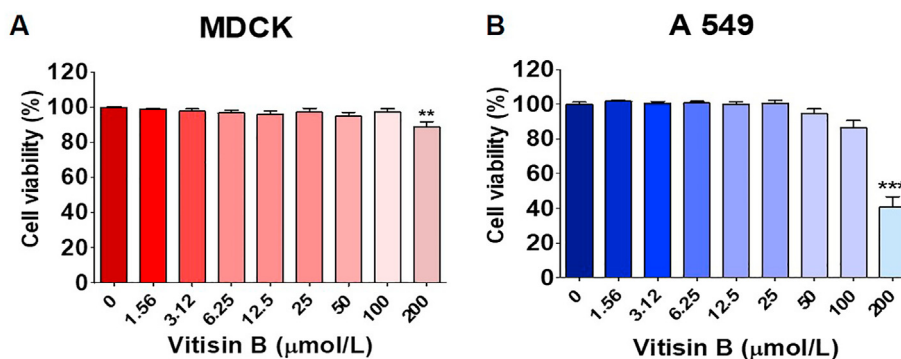 A
MDCK
Cell viability (%)
120
100
80
60
40
20
0
**
0 1.56 3.12 6.25 12.5 25 50 100 200
Vitisin B (μmol/L)
B
A 549
Cell viability (%)
120
100
80
60
40
20
0
***
0 1.56 3.12 6.25 12.5 25 50 100 200
Vitisin B (μmol/L)